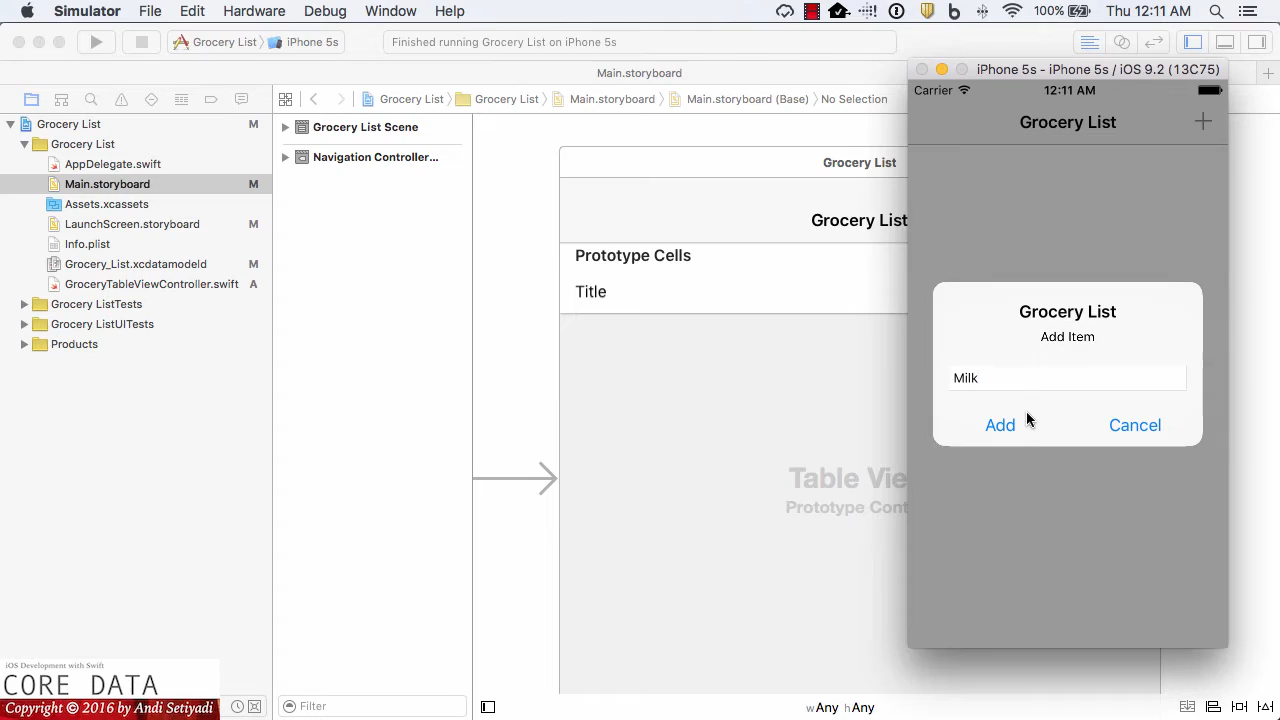 Simulator File Edit Hardware Debug Window Help 100% Thu 12:11 AM
Grocery List iPhone 5s Finished running Grocery List on iPhone 5s
Main.storyboard
iPhone 5s - iPhone 5s / iOS 9.2 (13C75)
Grocery List M
Grocery List
AppDelegate.swift
Main.storyboard M
Assets.xcassets
LaunchScreen.storyboard M
Info.plist
Grocery_List.xcdatamodeld M
GroceryTableViewController.swift A
Grocery ListTests
Grocery ListUITests
Products
Grocery List Grocery List Main.storyboard Main.storyboard (Base) No Selection
Grocery List Scene
Navigation Controller...
Grocery List
Grocery List
Prototype Cells
Title
Table Vie
Prototype Cont
Carrier 12:11 AM
Grocery List +
Grocery List
Add Item
Milk
Add Cancel
iOS Development with Swift
CORE DATA
Copyright © 2016 by Andi Setiyadi
Filter
wAny hAny